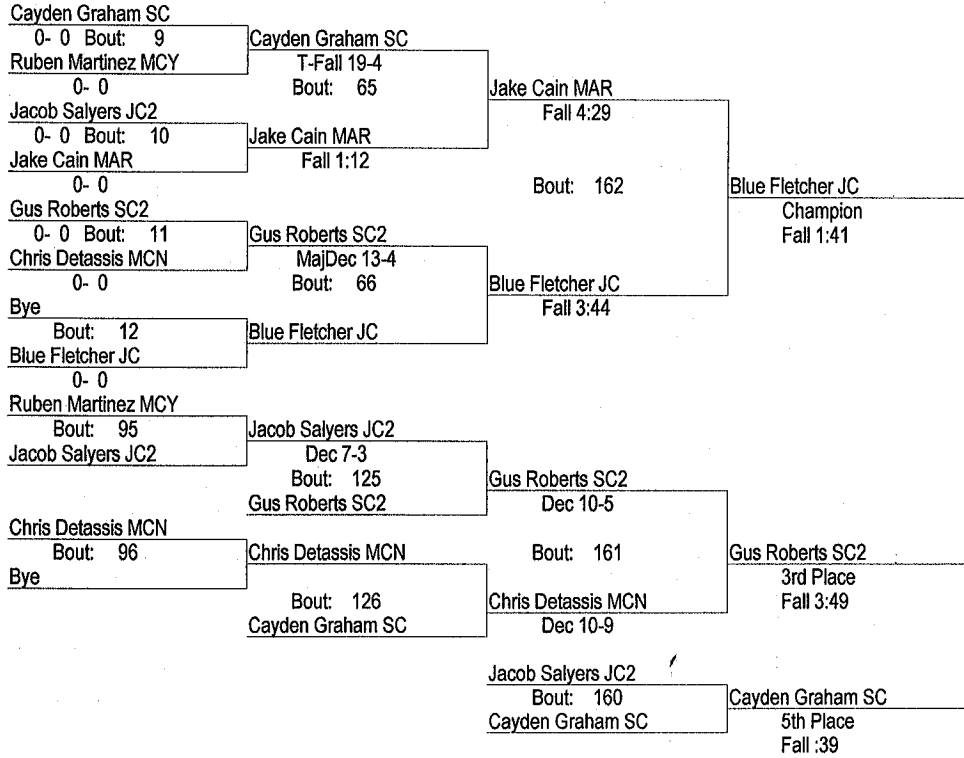 Cayden Graham SC
0- 0 Bout: 9
Ruben Martinez MCY
0- 0
Jacob Salyers JC2
0- 0 Bout: 10
Jake Cain MAR
0- 0
Gus Roberts SC2
0- 0 Bout: 11
Chris Detassis MCN
0- 0
Bye
Bout: 12
Blue Fletcher JC
0- 0
Cayden Graham SC
T-Fall 19-4
Bout: 65
Jake Cain MAR
Fall 1:12
Gus Roberts SC2
MajDec 13-4
Bout: 66
Blue Fletcher JC
Jake Cain MAR
Fall 4:29
Bout: 162
Blue Fletcher JC
Fall 3:44
Blue Fletcher JC
Champion
Fall 1:41
Ruben Martinez MCY
Bout: 95
Jacob Salyers JC2
Chris Detassis MCN
Bout: 96
Bye
Jacob Salyers JC2
Dec 7-3
Bout: 125
Gus Roberts SC2
Chris Detassis MCN
Bout: 126
Cayden Graham SC
Gus Roberts SC2
Dec 10-5
Bout: 161
Chris Detassis MCN
Dec 10-9
Gus Roberts SC2
3rd Place
Fall 3:49
Jacob Salyers JC2
Bout: 160
Cayden Graham SC
Cayden Graham SC
5th Place
Fall :39